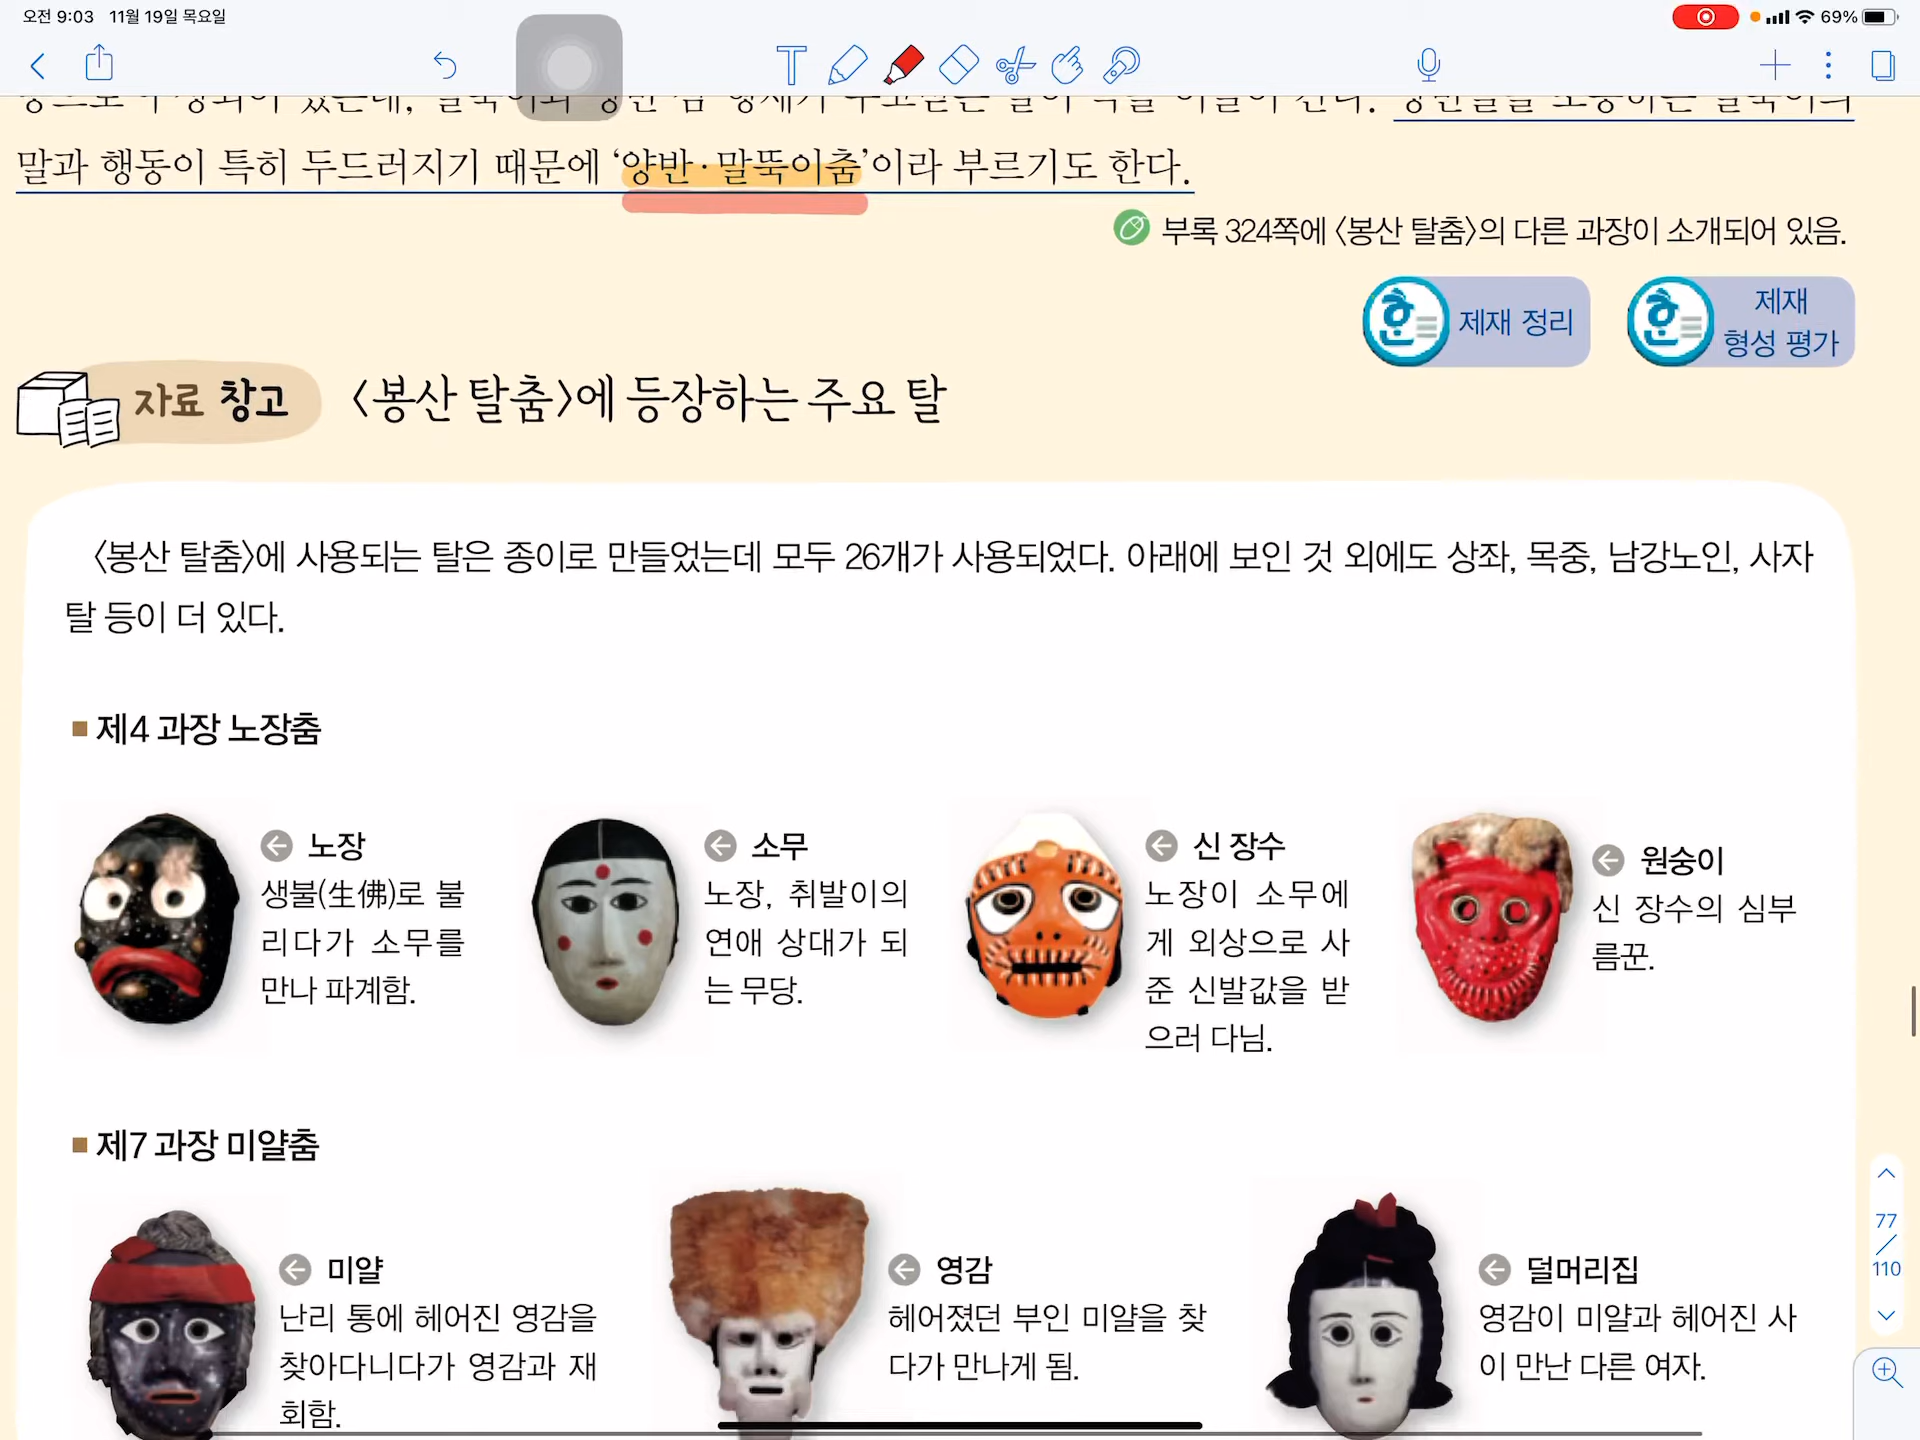 오전 9:03 11월 19일 목요일
69%
말과 행동이 특히 두드러지기 때문에 ‘양반·말뚝이춤’이라 부르기도 한다.
부록 324쪽에 〈봉산 탈춤〉의 다른 과장이 소개되어 있음.
제재 정리
제재
형성 평가
자료 창고
〈봉산 탈춤〉에 등장하는 주요 탈
〈봉산 탈춤〉에 사용되는 탈은 종이로 만들었는데 모두 26개가 사용되었다. 아래에 보인 것 외에도 상좌, 목중, 남강노인, 사자
탈 등이 더 있다.
제4 과장 노장춤
노장
생불(生佛)로 불
리다가 소무를
만나 파계함.
소무
노장, 취발이의
연애 상대가 되
는 무당.
신 장수
노장이 소무에
게 외상으로 사
준 신발값을 받
으러 다님.
원숭이
신 장수의 심부
름꾼.
제7 과장 미얄춤
미얄
난리 통에 헤어진 영감을
찾아다니다가 영감과 재
회함.
영감
헤어졌던 부인 미얄을 찾
다가 만나게 됨.
덜머리집
영감이 미얄과 헤어진 사
이 만난 다른 여자.
77
/
110